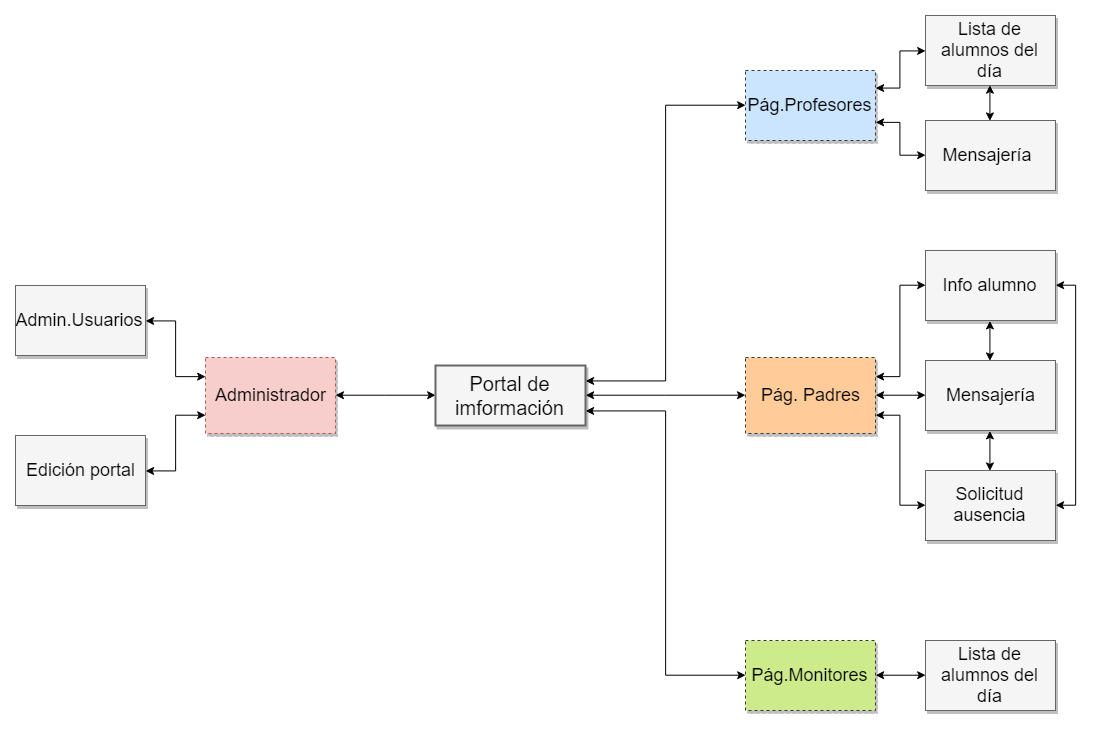 Lista de
alumnos del
día
Pág.Profesores
Mensajería
Info alumno
Admin.Usuarios
Administrador
Portal de
imformación
Pág. Padres
Mensajería
Edición portal
Solicitud
ausencia
Pág.Monitores
Lista de
alumnos del
día